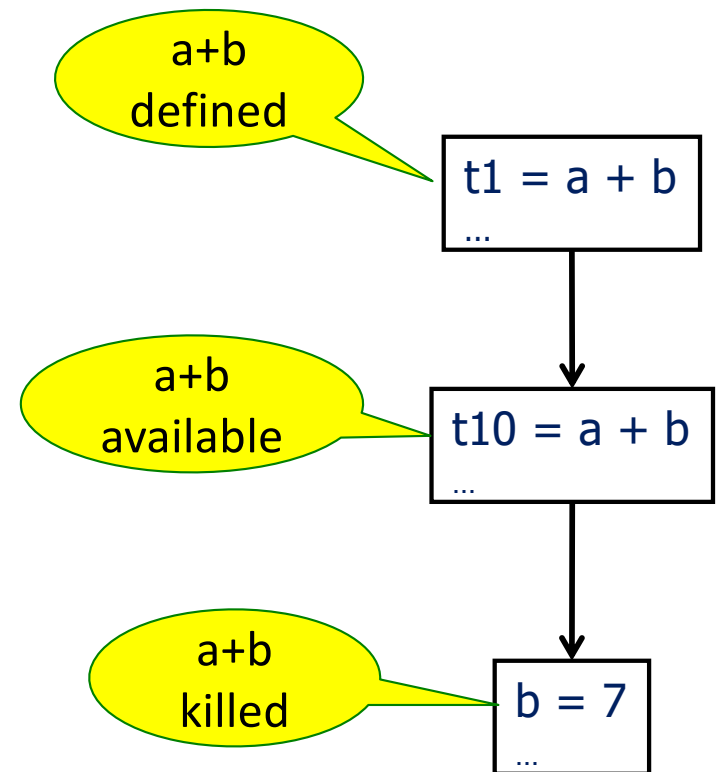 a+b
defined
t1 = a + b
...
a+b
available
t10 = a + b
...
a+b
killed
b = 7
...